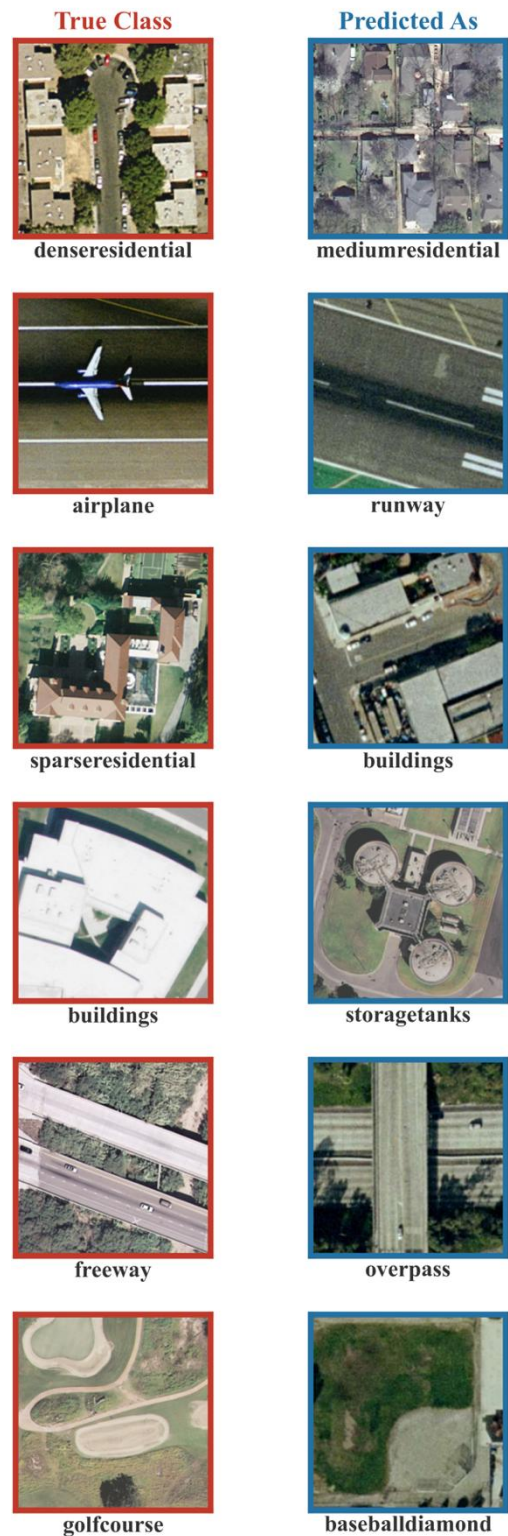 True Class Predicted As
denseresidential mediumresidential
airplane runway
sparseresidential buildings
buildings storagetanks
freeway overpass
golfcourse baseballdiamond